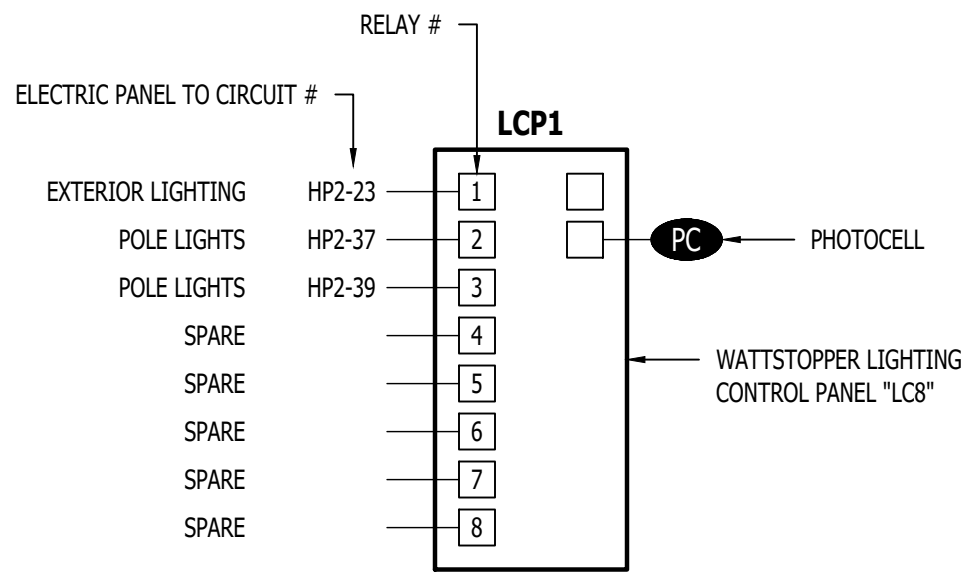 RELAY #
ELECTRIC PANEL TO CIRCUIT #
LCP1
EXTERIOR LIGHTING HP2-23 1
POLE LIGHTS HP2-37 2 PC PHOTOCELL
POLE LIGHTS HP2-39 3
SPARE 4
WATTSTOPPER LIGHTING
CONTROL PANEL "LC8"
SPARE 5
SPARE 6
SPARE 7
SPARE 8